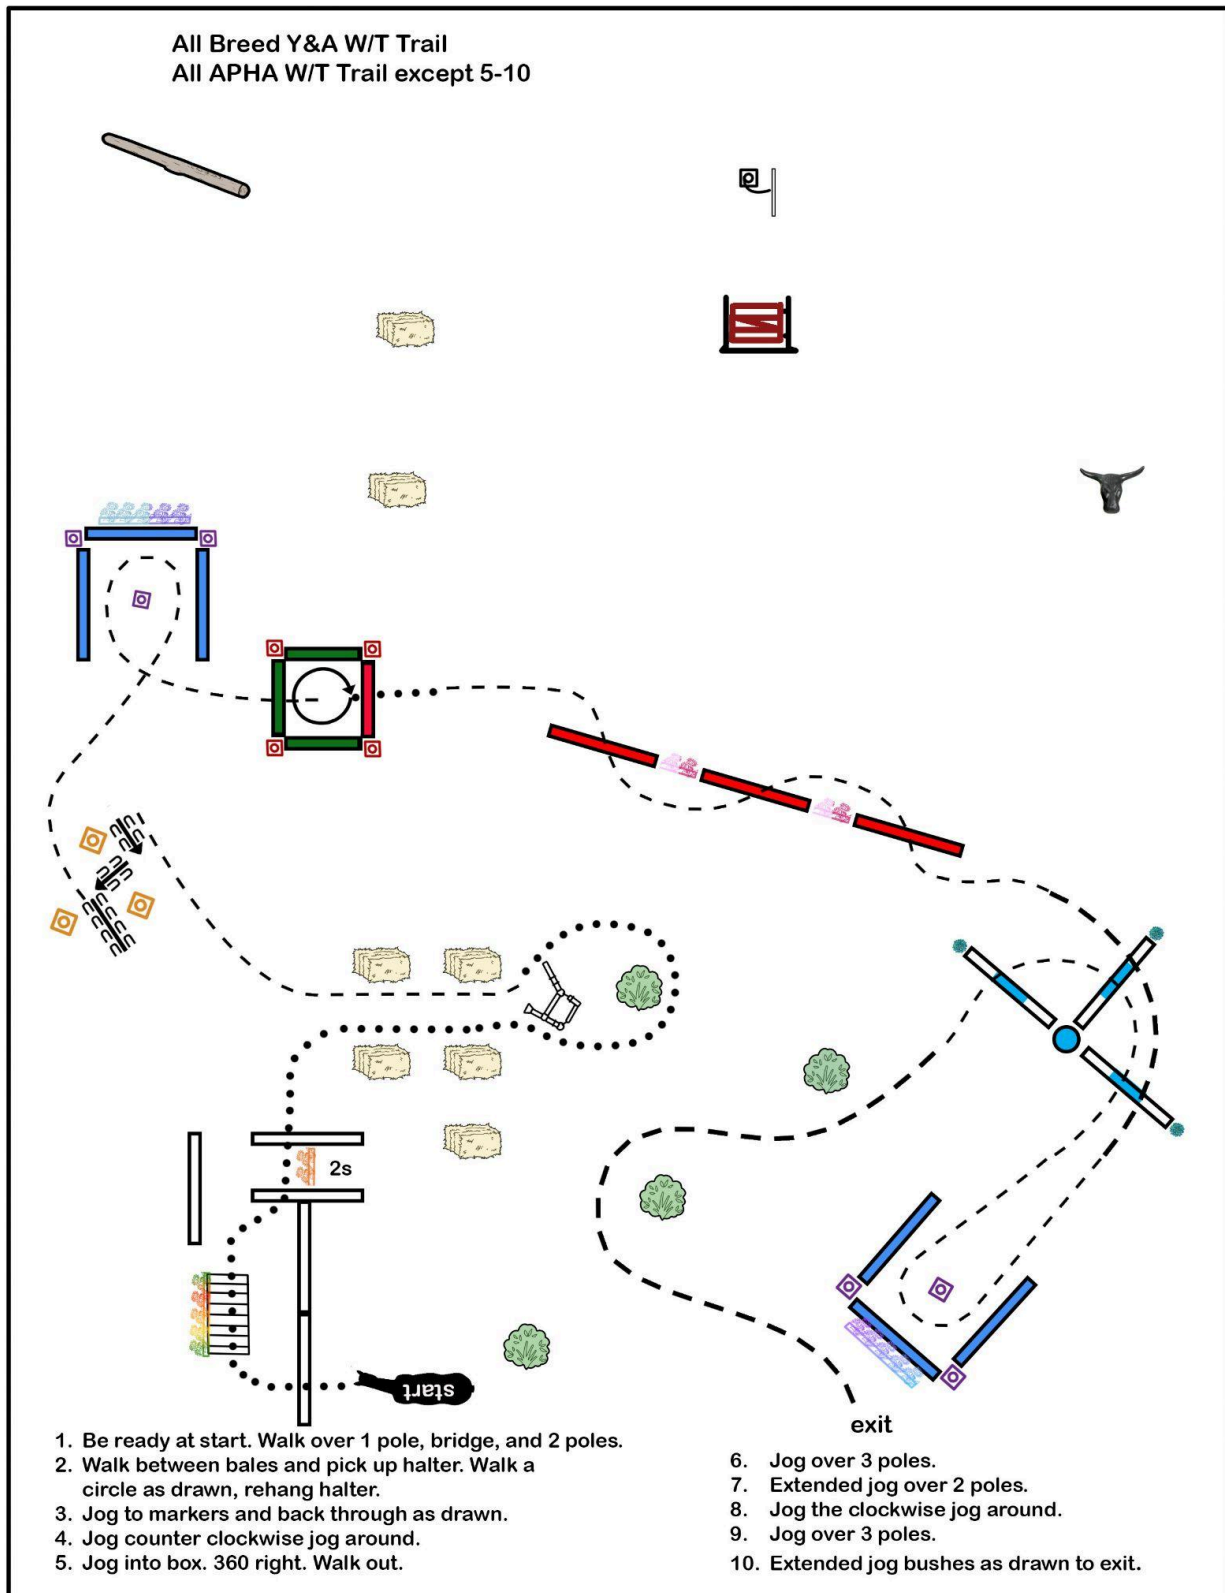 All Breed Y&A W/T Trail
All APHA W/T Trail except 5-10
2s
start
exit
1. Be ready at start. Walk over 1 pole, bridge, and 2 poles.
2. Walk between bales and pick up halter. Walk a
circle as drawn, rehang halter.
3. Jog to markers and back through as drawn.
4. Jog counter clockwise jog around.
5. Jog into box. 360 right. Walk out.
6. Jog over 3 poles.
7. Extended jog over 2 poles.
8. Jog the clockwise jog around.
9. Jog over 3 poles.
10. Extended jog bushes as drawn to exit.